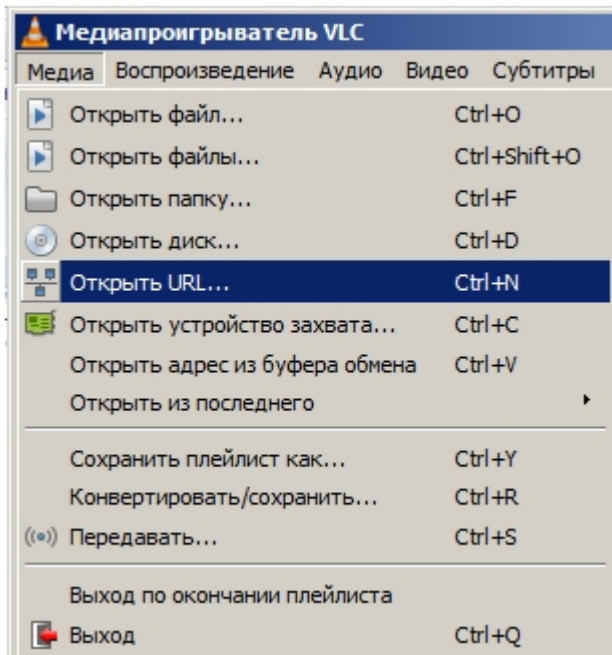 Медиапроигрыватель VLC
Медиа Воспроизведение Аудио Видео Субтитры
Открыть файл... Ctrl+O
Открыть файлы... Ctrl+Shift+O
Открыть папку... Ctrl+F
Открыть диск... Ctrl+D
Открыть URL... Ctrl+N
Открыть устройство захвата... Ctrl+C
Открыть адрес из буфера обмена Ctrl+V
Открыть из последнего
Сохранить плейлист как... Ctrl+Y
Конвертировать/сохранить... Ctrl+R
Передавать... Ctrl+S
Выход по окончании плейлиста
Выход Ctrl+Q